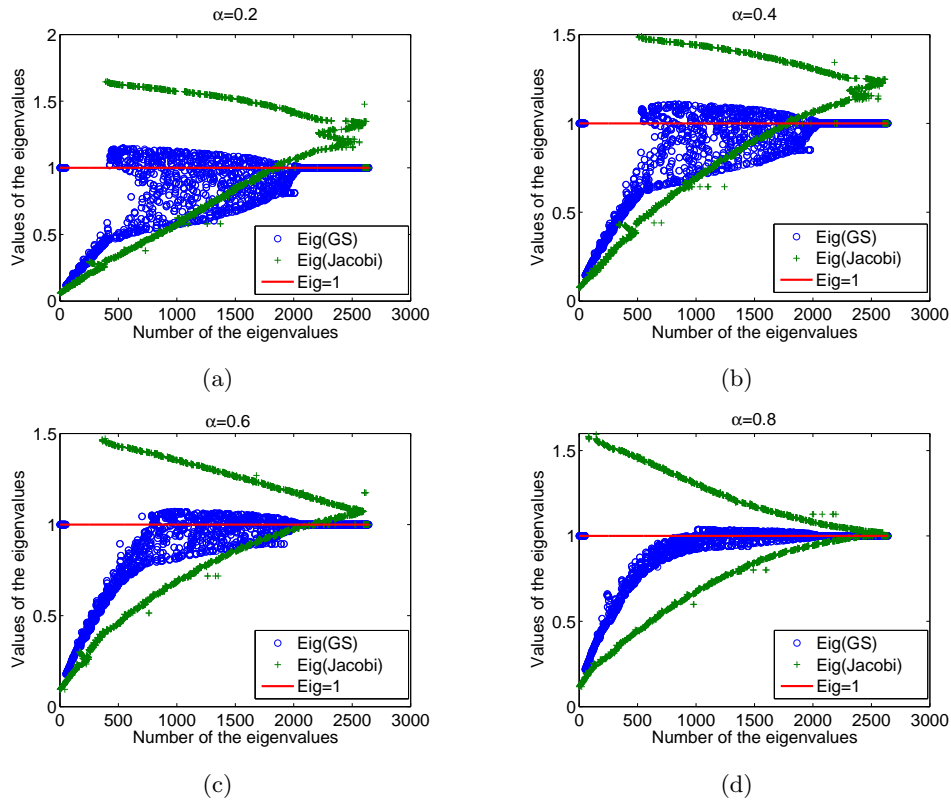 α=0.2
Values of the eigenvalues
2
1.5
1
0.5
0
Eig(GS)
Eig(Jacobi)
Eig=1
0 500 1000 1500 2000 2500 3000
Number of the eigenvalues
(a)
α=0.4
Values of the eigenvalues
1.5
1
0.5
0
Eig(GS)
Eig(Jacobi)
Eig=1
0 500 1000 1500 2000 2500 3000
Number of the eigenvalues
(b)
α=0.6
Values of the eigenvalues
1.5
1
0.5
0
Eig(GS)
Eig(Jacobi)
Eig=1
0 500 1000 1500 2000 2500 3000
Number of the eigenvalues
(c)
α=0.8
Values of the eigenvalues
1.5
1
0.5
0
Eig(GS)
Eig(Jacobi)
Eig=1
0 500 1000 1500 2000 2500 3000
Number of the eigenvalues
(d)